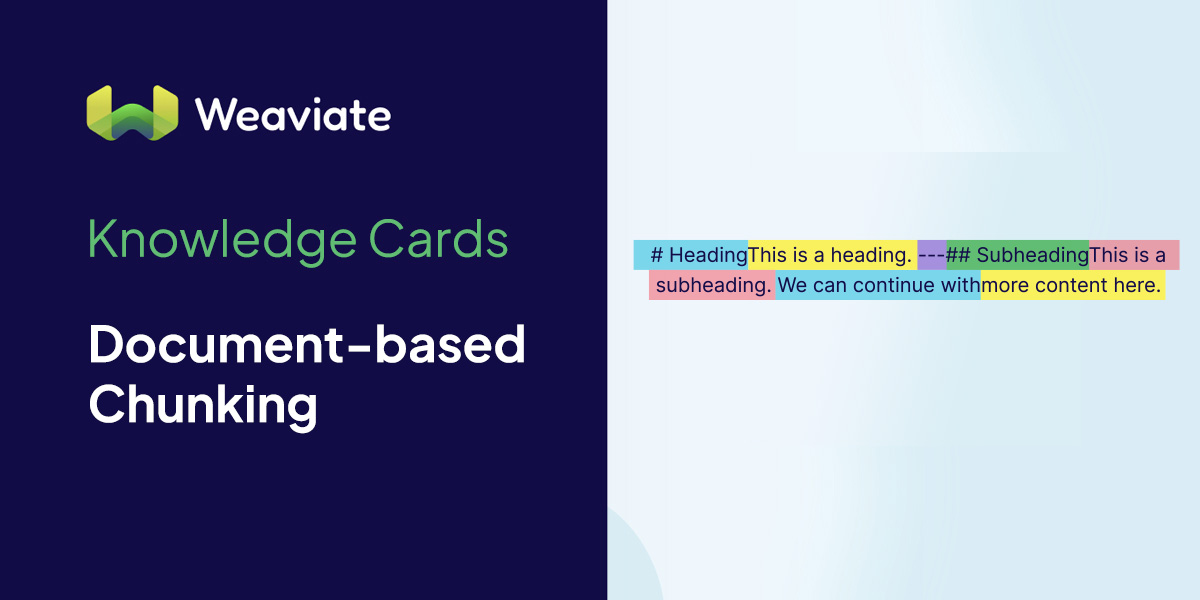 Weaviate
Knowledge Cards
Document-based
Chunking
# HeadingThis is a heading. ---## SubheadingThis is a
subheading. We can continue withmore content here.